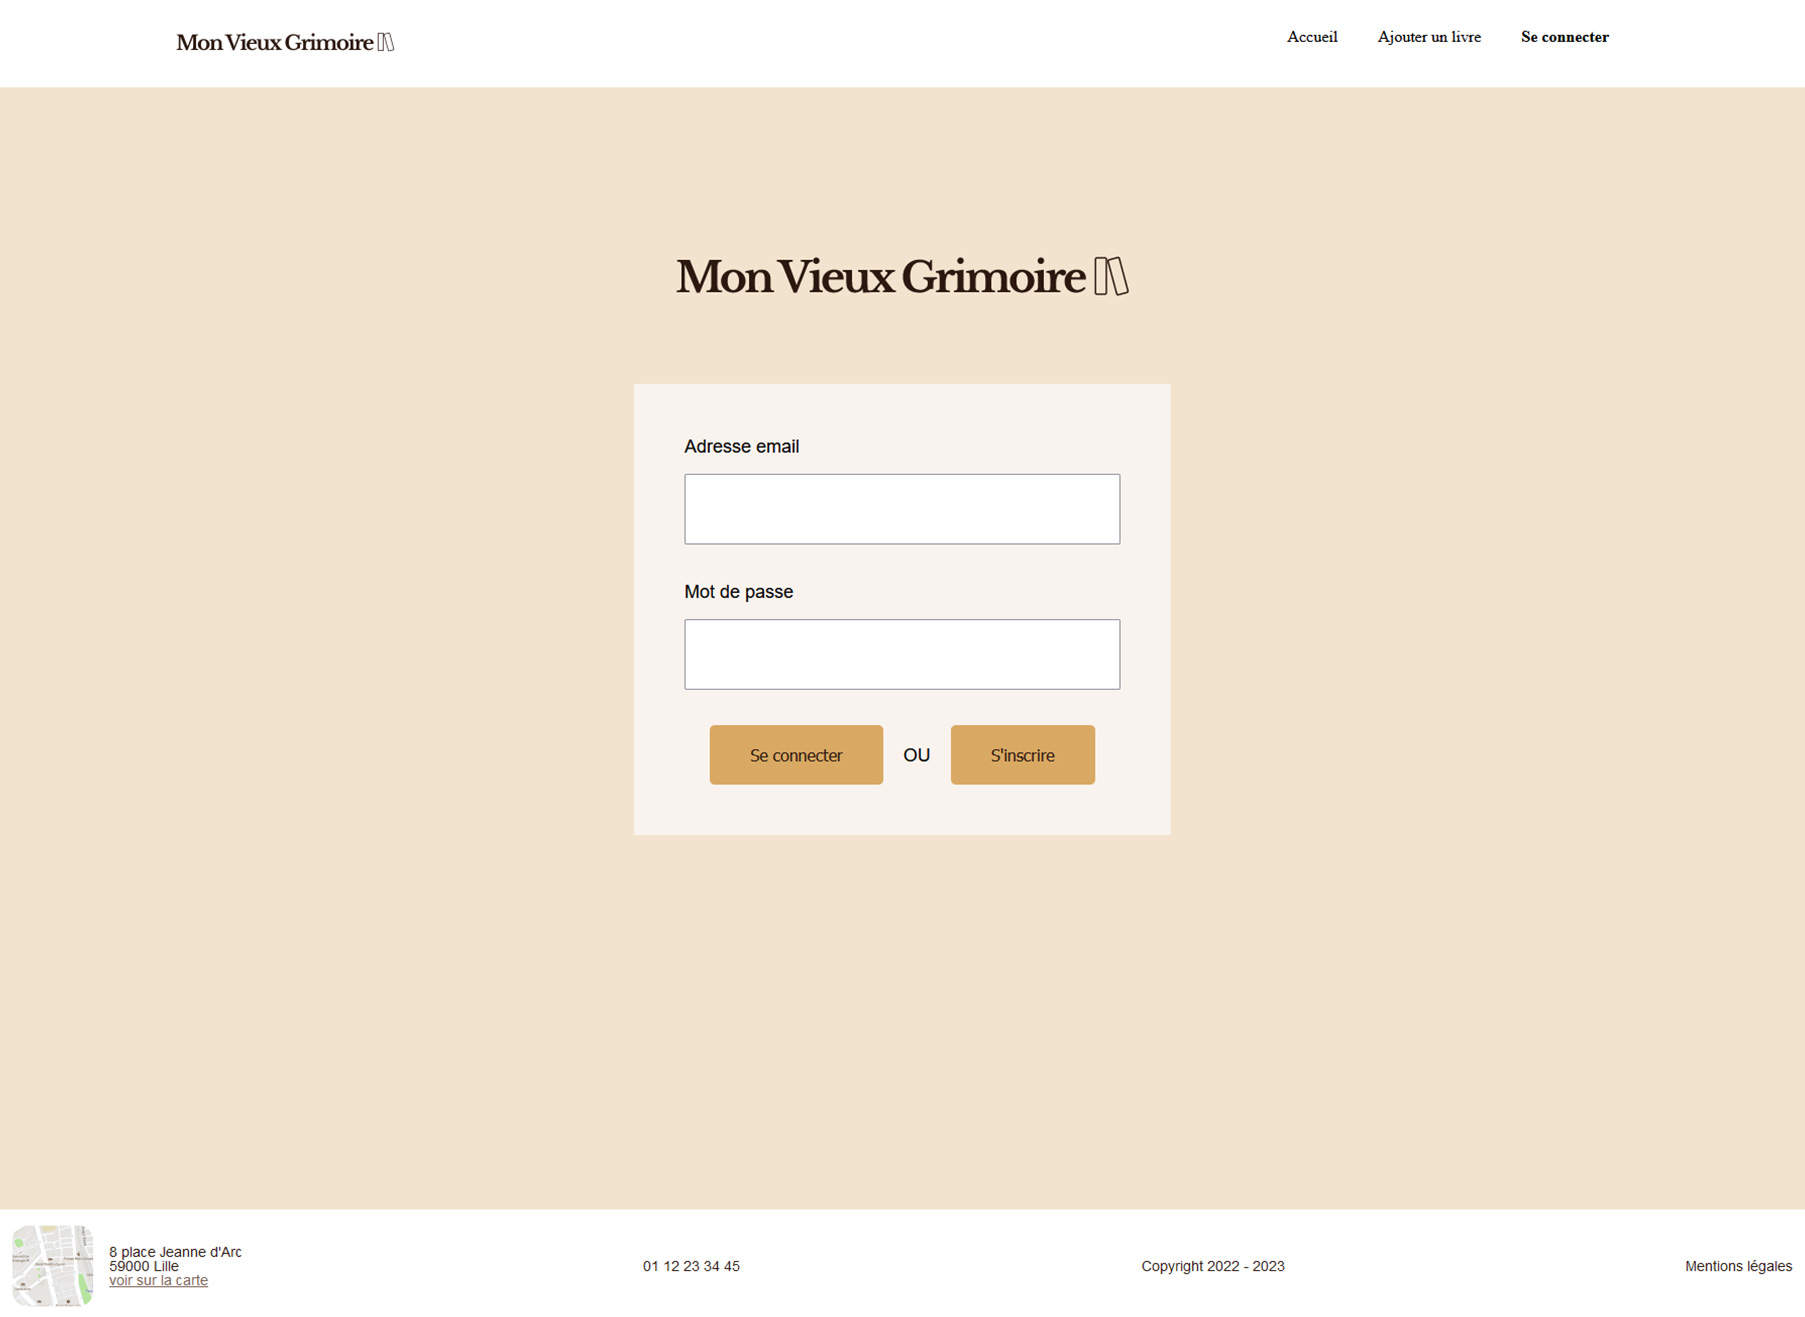 Mon Vieux Grimoire
Accueil
Ajouter un livre
Se connecter
Mon Vieux Grimoire
Adresse email
Mot de passe
Se connecter
OU
S'inscrire
8 place Jeanne d'Arc
59000 Lille
voir sur la carte
01 12 23 34 45
Copyright 2022 - 2023
Mentions légales